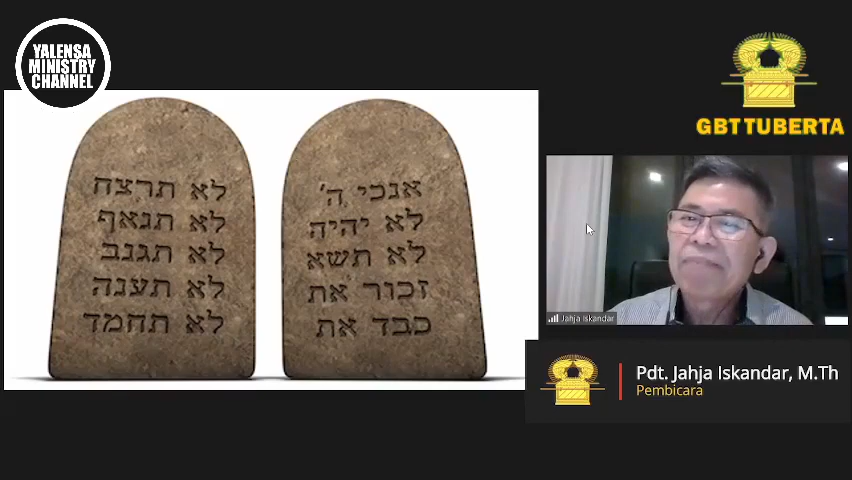 YALENSA
MINISTRY
CHANNEL
אנכי ה׳
לא יהיה
לא תשא
זכור את
כבד את
לא תרצח
לא תנאף
לא תגנב
לא תענה
לא תחמד
GBT TUBERTA
Jahja Iskandar
Pdt. Jahja Iskandar, M.Th
Pembicara